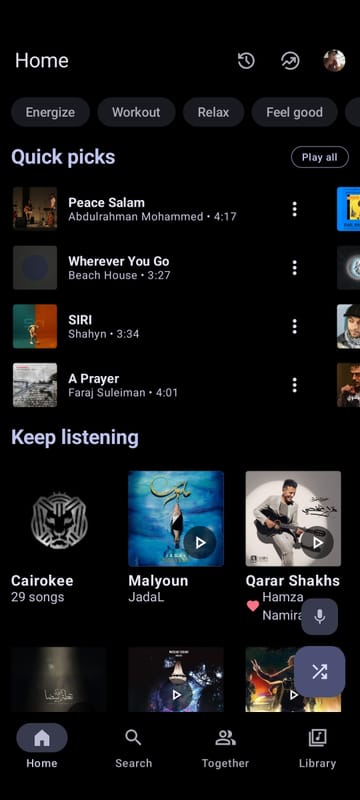 Home
Energize
Workout
Relax
Feel good
Quick picks
Play all
Peace Salam
Abdulrahman Mohammed • 4:17
Wherever You Go
Beach House • 3:27
SIRI
Shahyn • 3:34
A Prayer
Faraj Suleiman • 4:01
Keep listening
Cairokee
29 songs
Malyoun
JadaL
Qarar Shakhs
Hamza
Namira
Home
Search
Together
Library